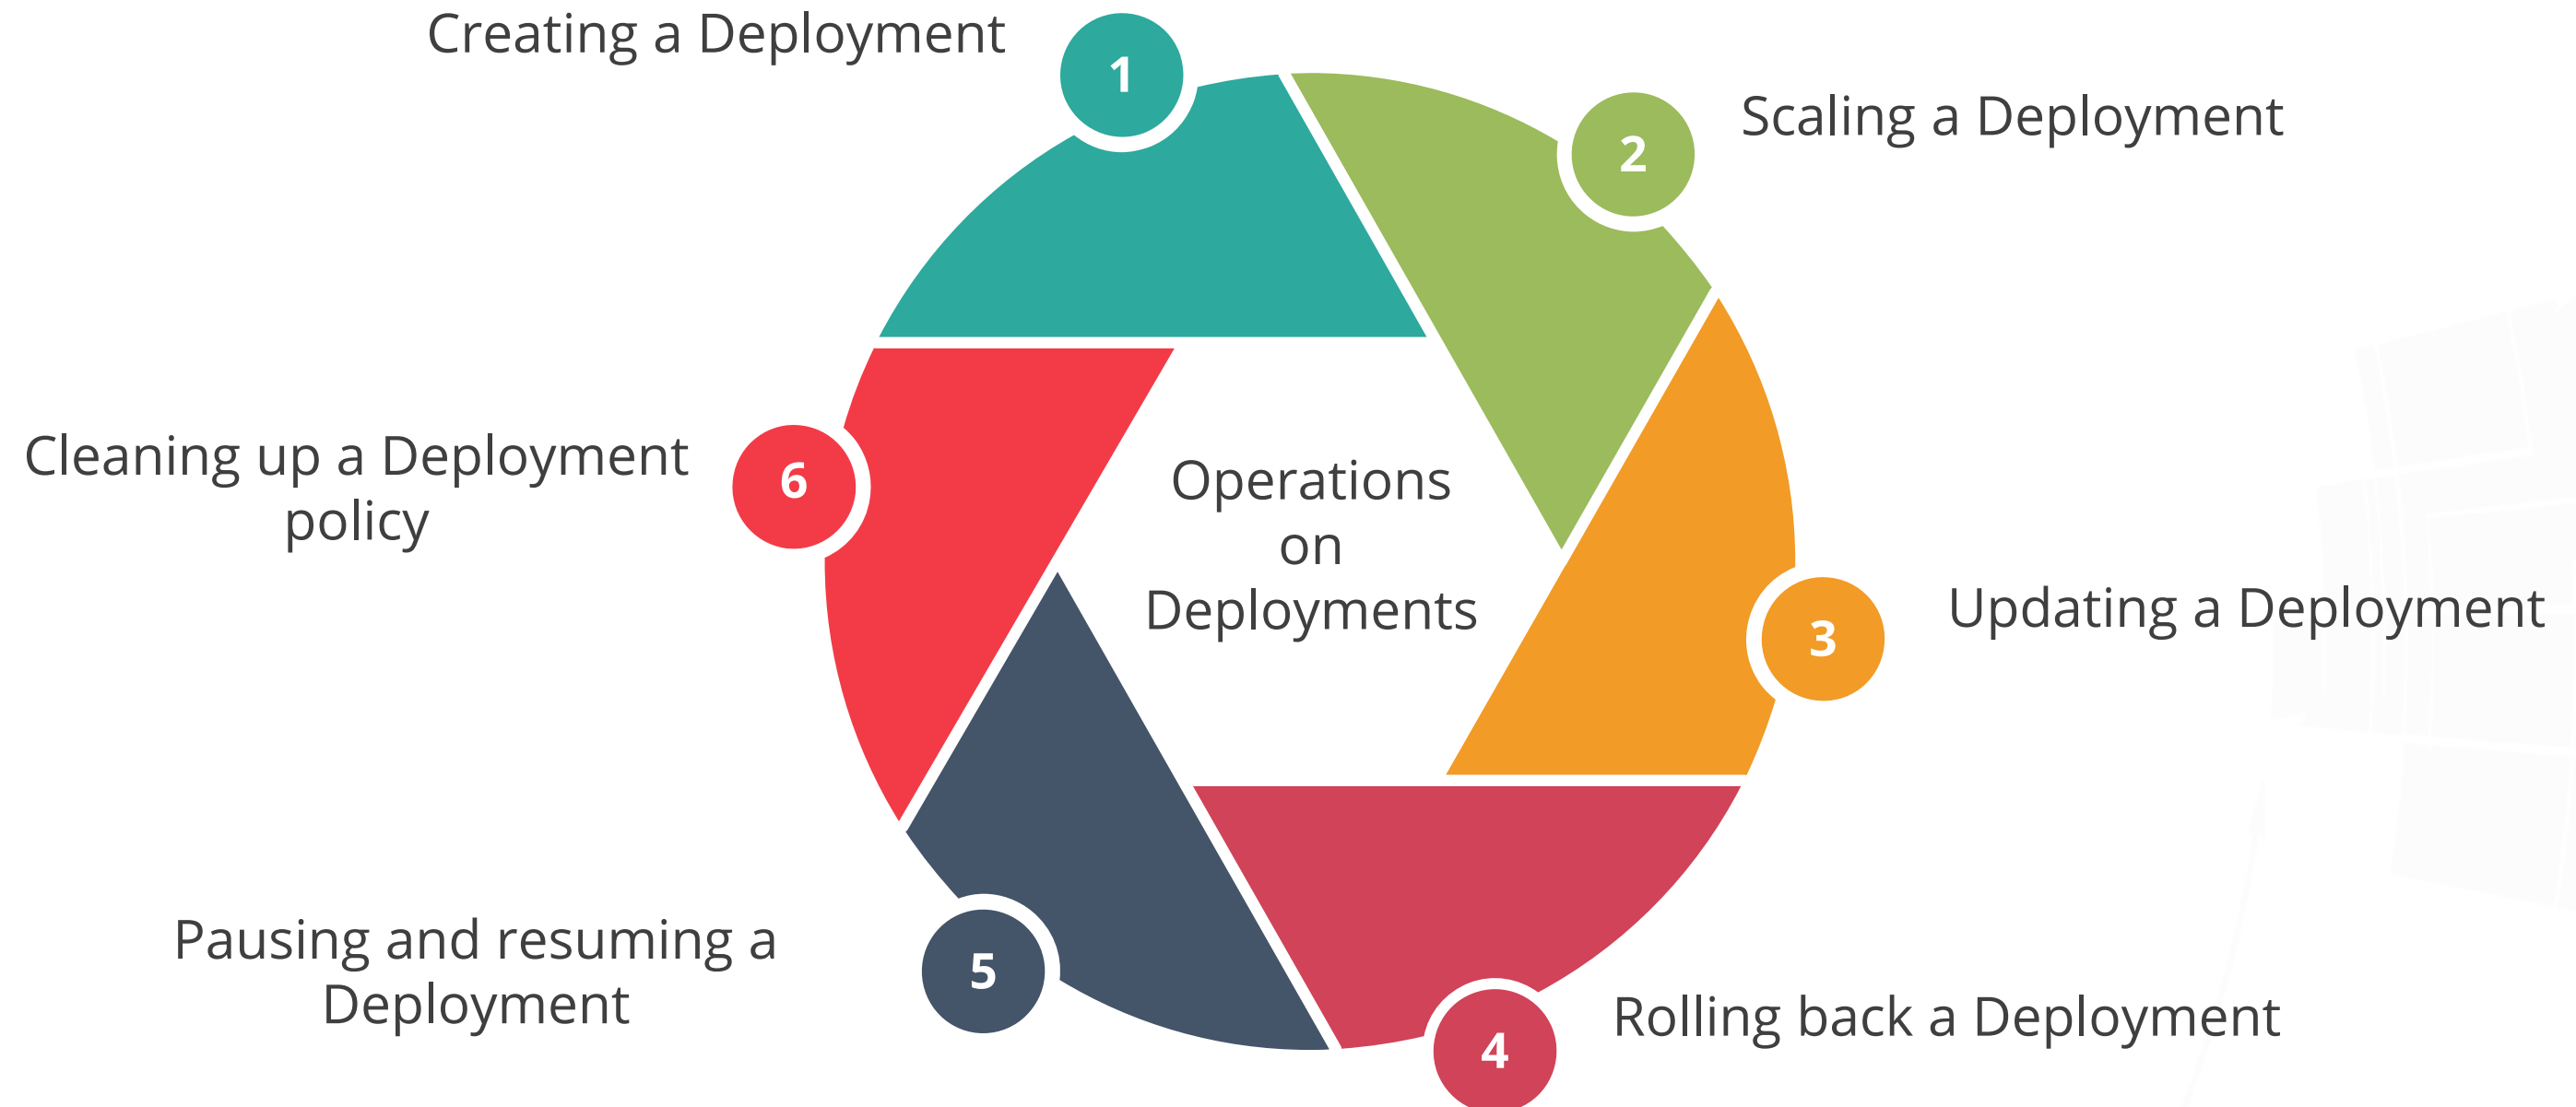 Creating a Deployment
1
2
Scaling a Deployment
Cleaning up a Deployment
policy
6
Operations
on
Deployments
3
Updating a Deployment
Pausing and resuming a
Deployment
5
4
Rolling back a Deployment